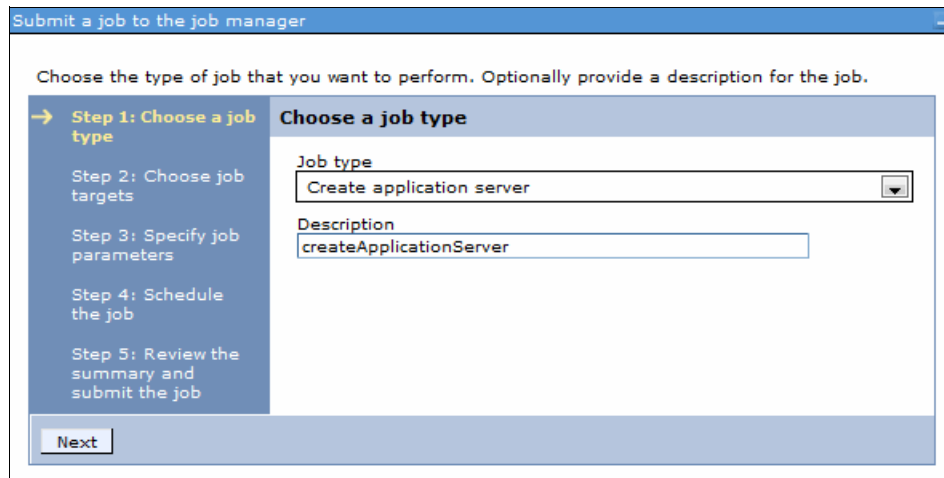 Submit a job to the job manager
Choose the type of job that you want to perform. Optionally provide a description for the job.
Step 1: Choose a job
type
Step 2: Choose job
targets
Step 3: Specify job
parameters
Step 4: Schedule
the job
Step 5: Review the
summary and
submit the job
Choose a job type
Job type
Create application server
Description
createApplicationServer
Next